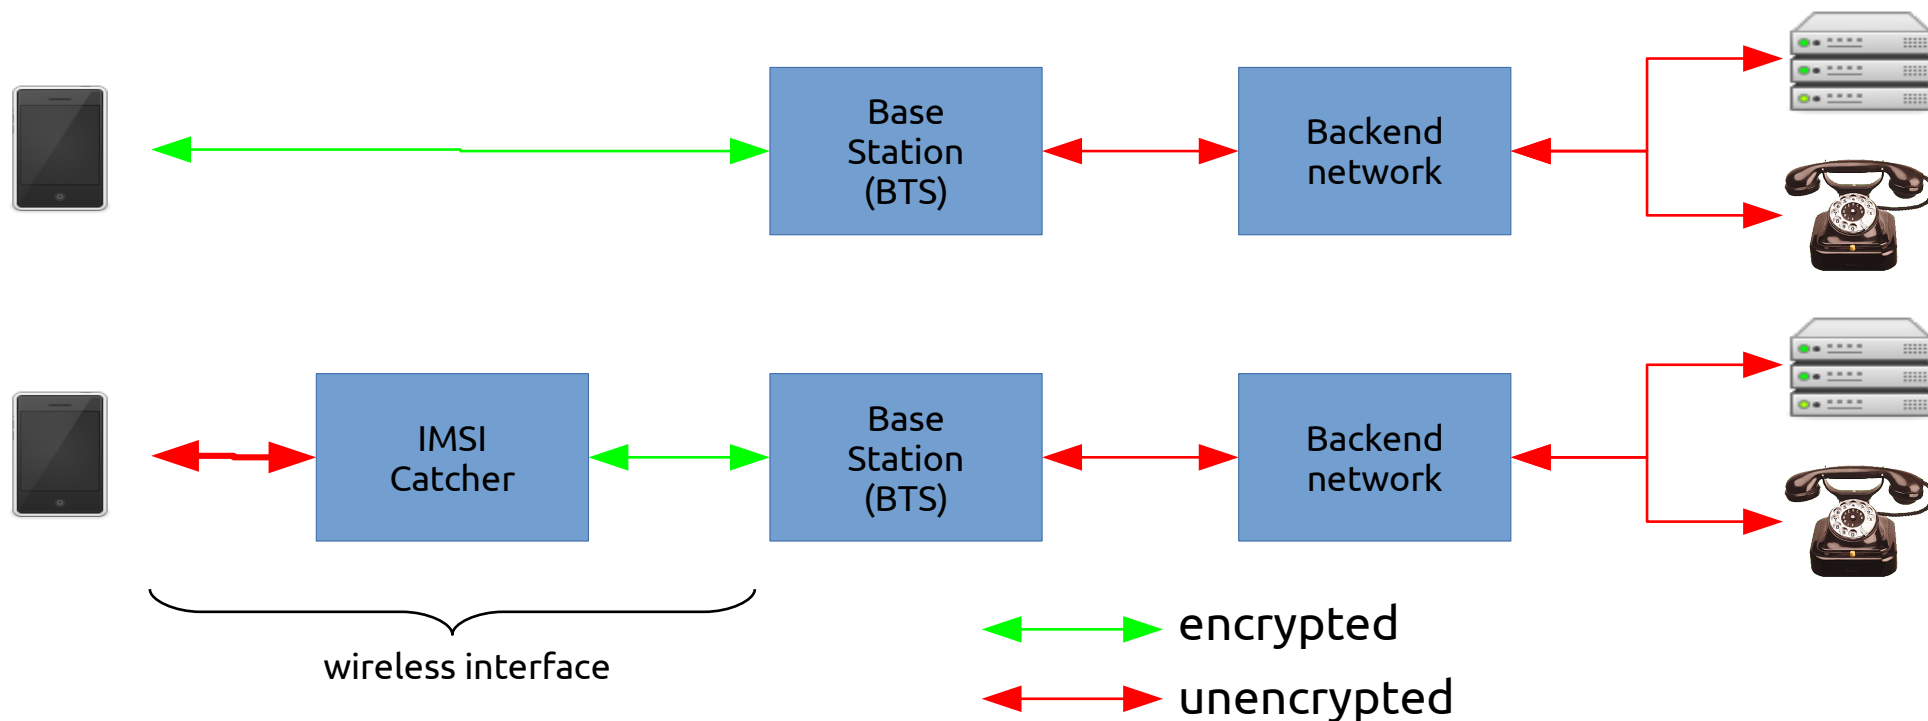 Base
Station
(BTS)
Backend
network
IMSI
Catcher
Base
Station
(BTS)
Backend
network
wireless interface
encrypted
unencrypted